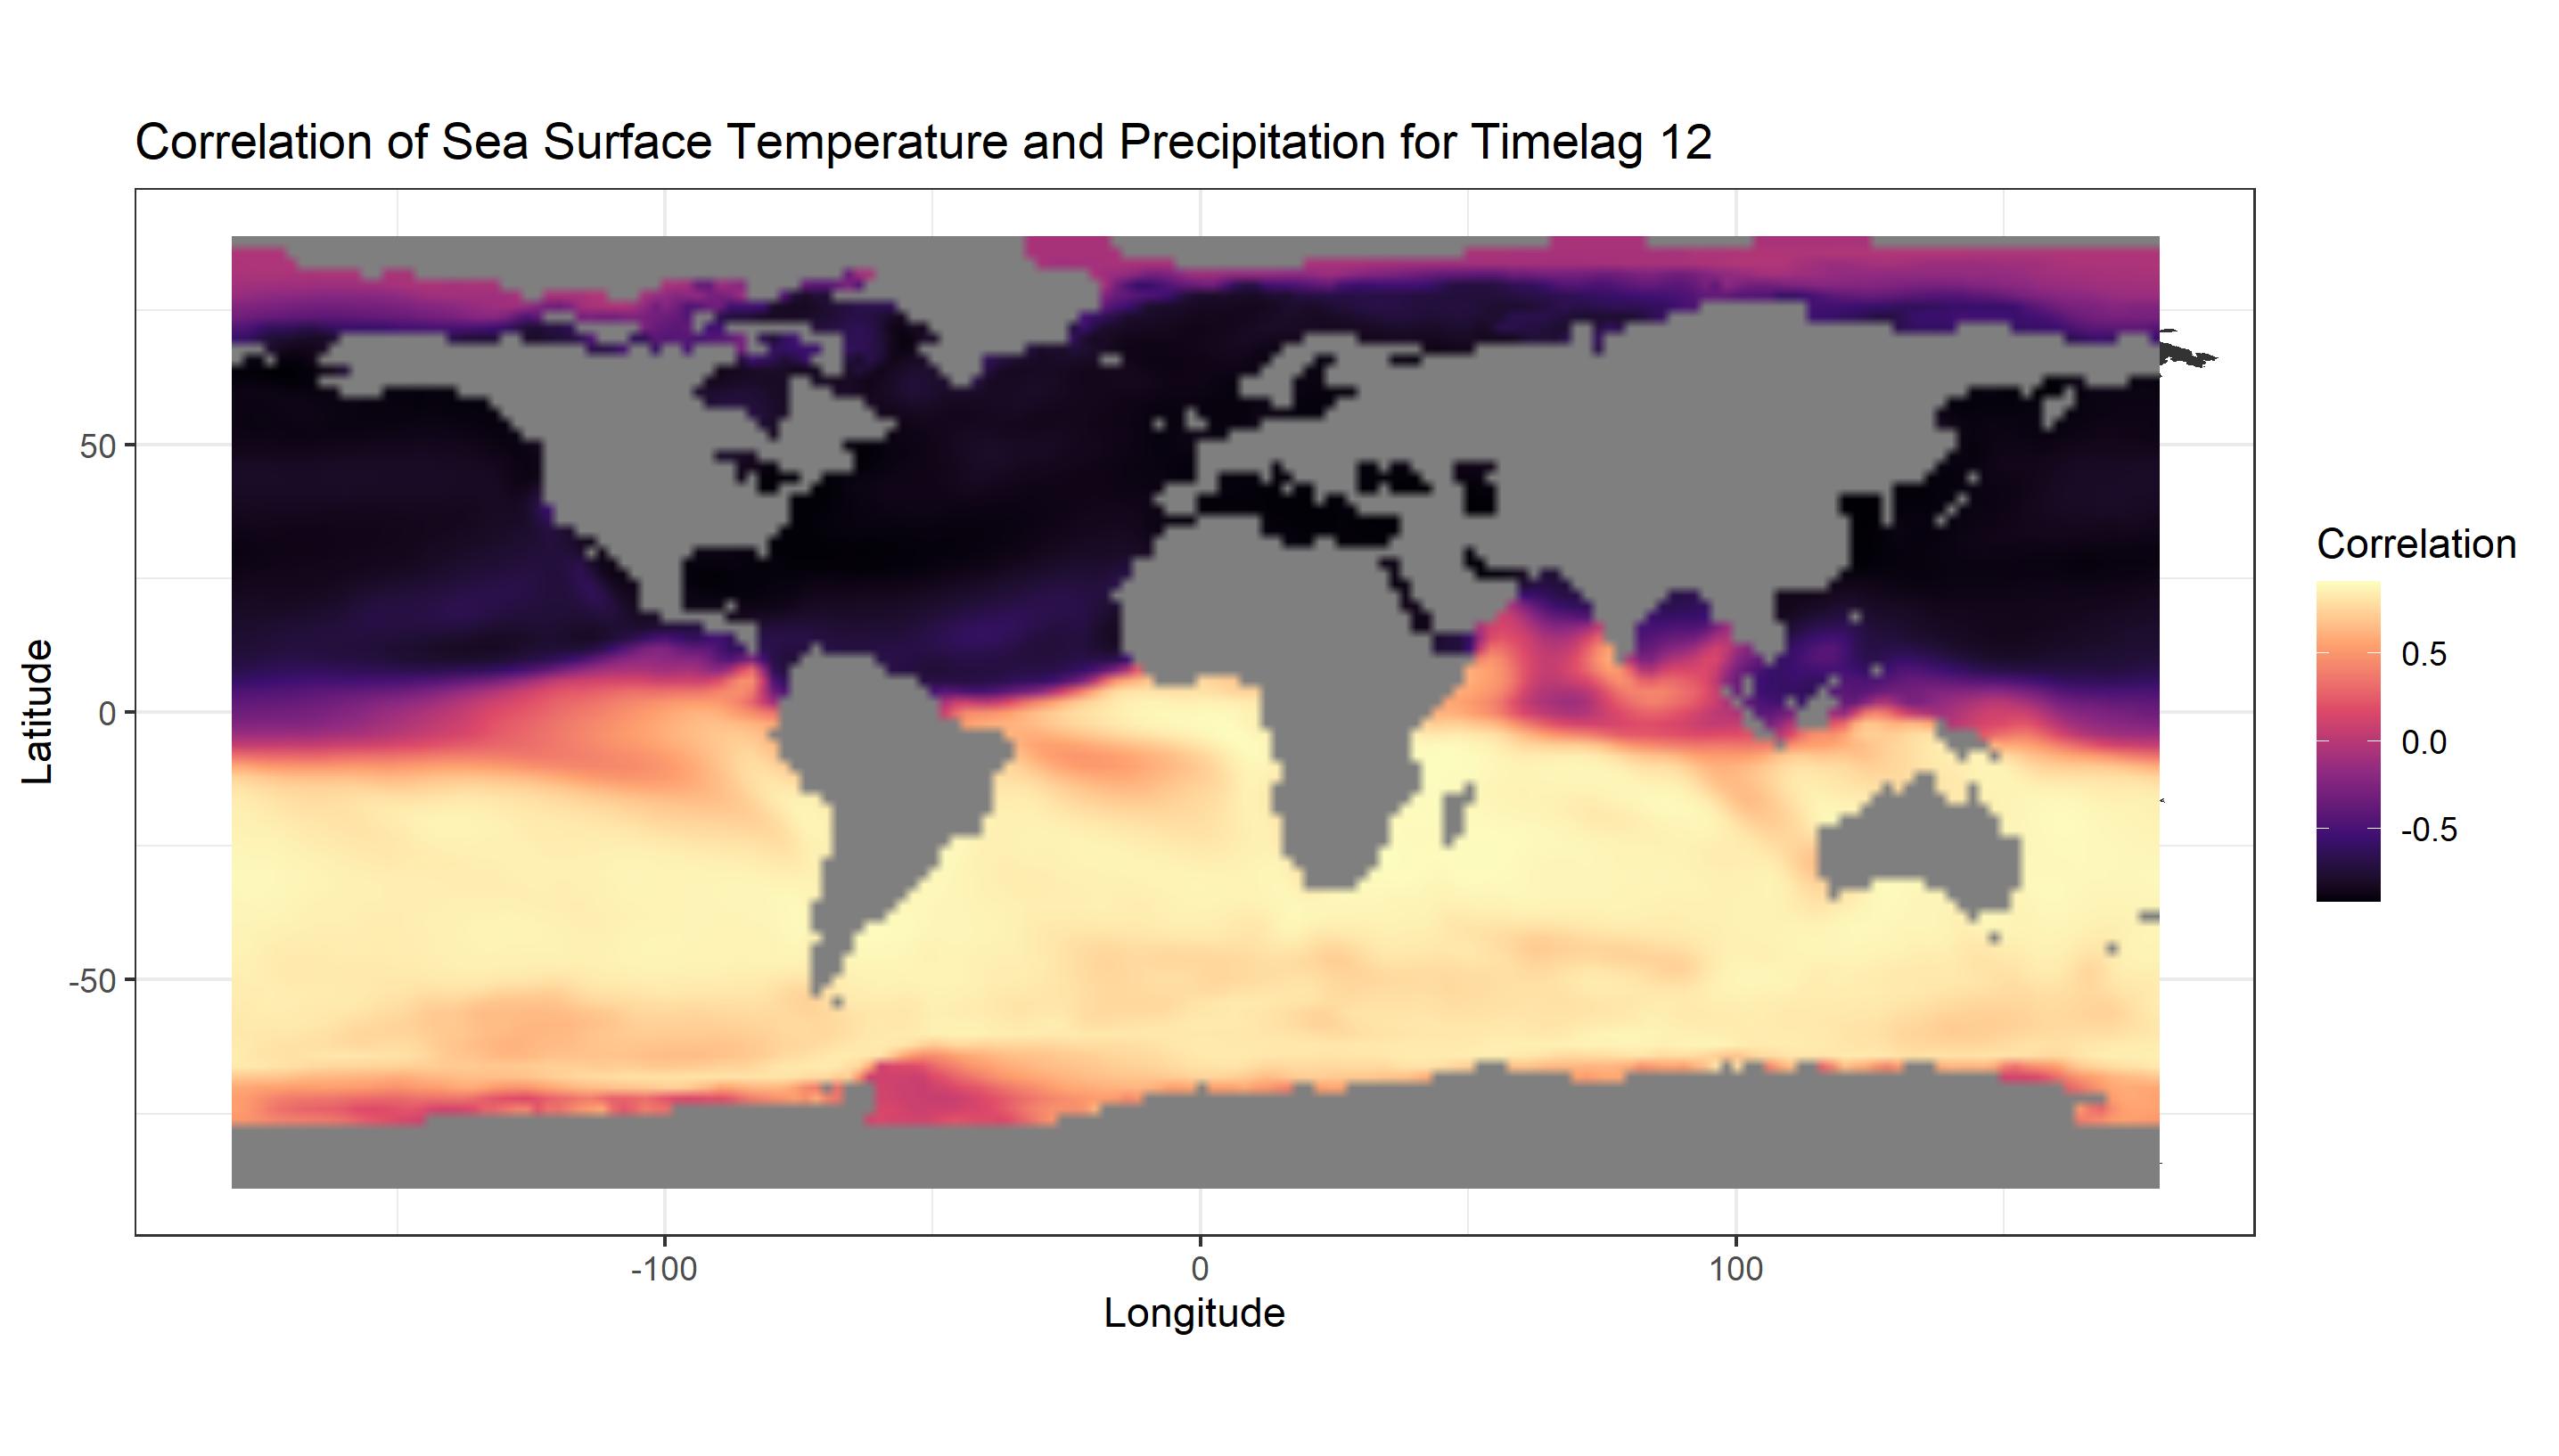 Correlation of Sea Surface Temperature and Precipitation for Timelag 12
50
0
-50
Latitude
-100 0 100
Longitude
Correlation
0.5
0.0
-0.5